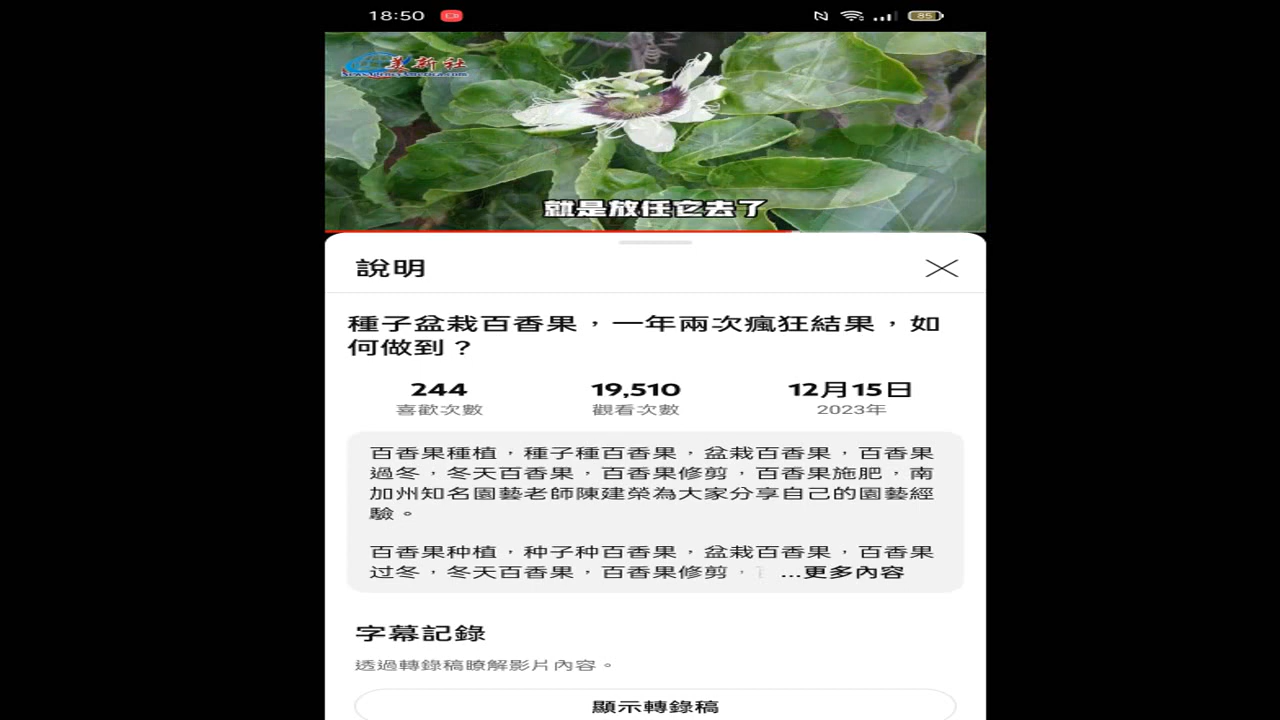 18:50
85
美新社
就是放任它去了
說明
種子盆栽百香果，一年兩次瘋狂結果，如
何做到？
244 19,510 12月15日
喜歡次數 觀看次數 2023年
百香果種植，種子種百香果，盆栽百香果，百香果
過冬，冬天百香果，百香果修剪，百香果施肥，南
加州知名園藝老師陳建榮為大家分享自己的園藝經
驗。
百香果种植，种子种百香果，盆栽百香果，百香果
过冬，冬天百香果，百香果修剪， ...更多內容
字幕記錄
透過轉錄稿瞭解影片內容。
顯示轉錄稿